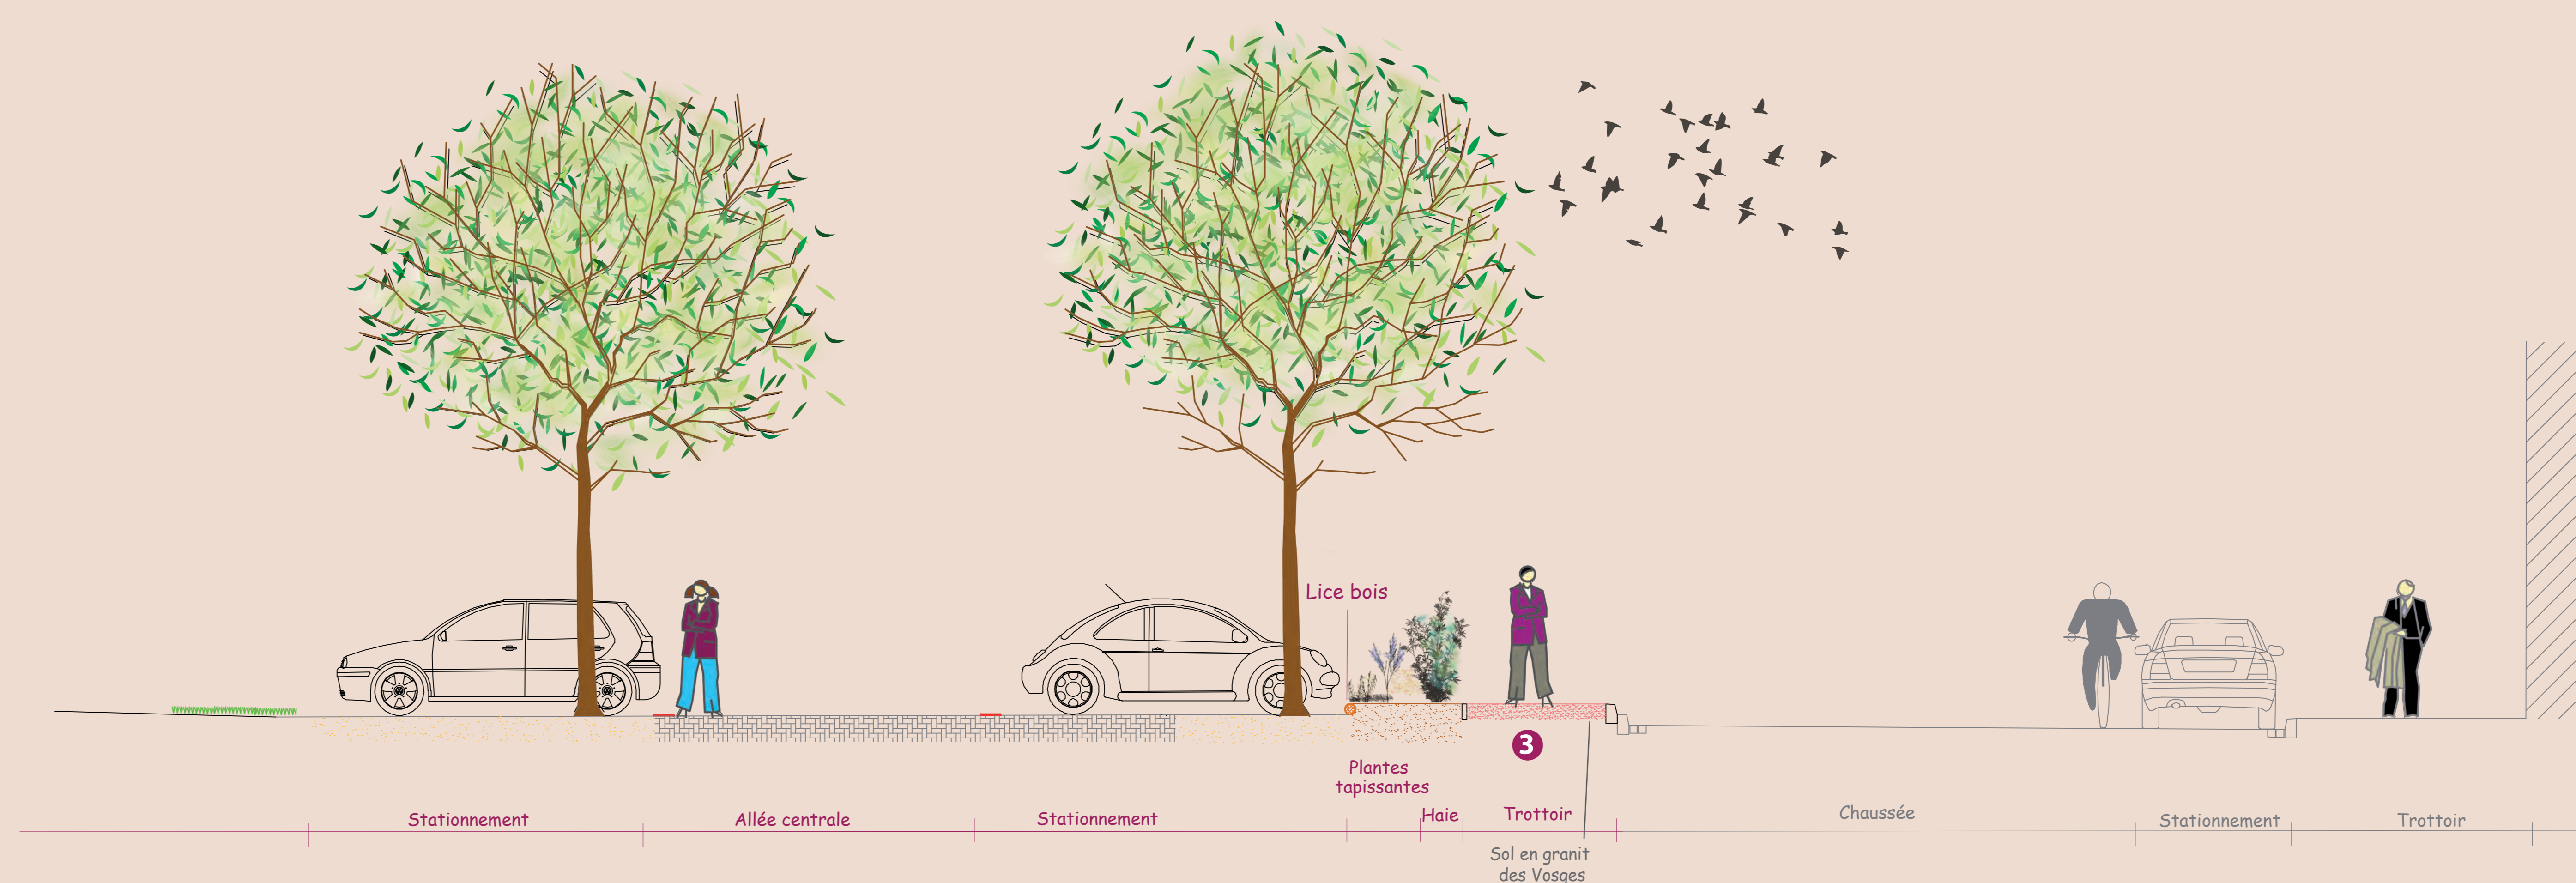 Lice bois
3
Plantes
tapissantes
Stationnement
Allée centrale
Stationnement
Haie
Trottoir
Chaussée
Stationnement
Trottoir
Sol en granit
des Vosges